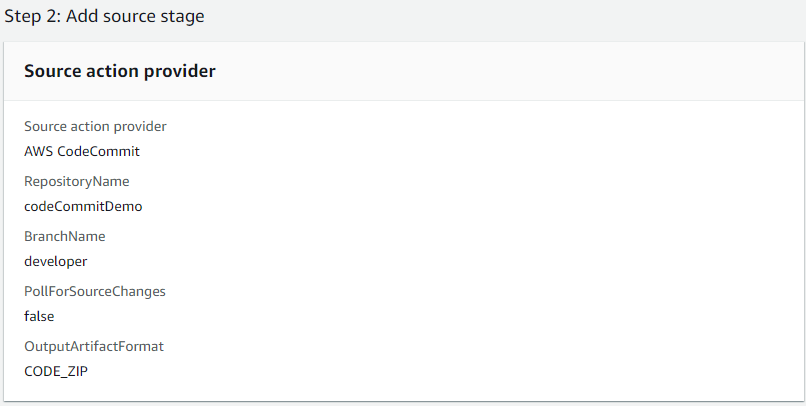 Step 2: Add source stage
Source action provider
Source action provider
AWS CodeCommit
RepositoryName
codeCommitDemo
BranchName
developer
PollForSourceChanges
false
OutputArtifactFormat
CODE_ZIP